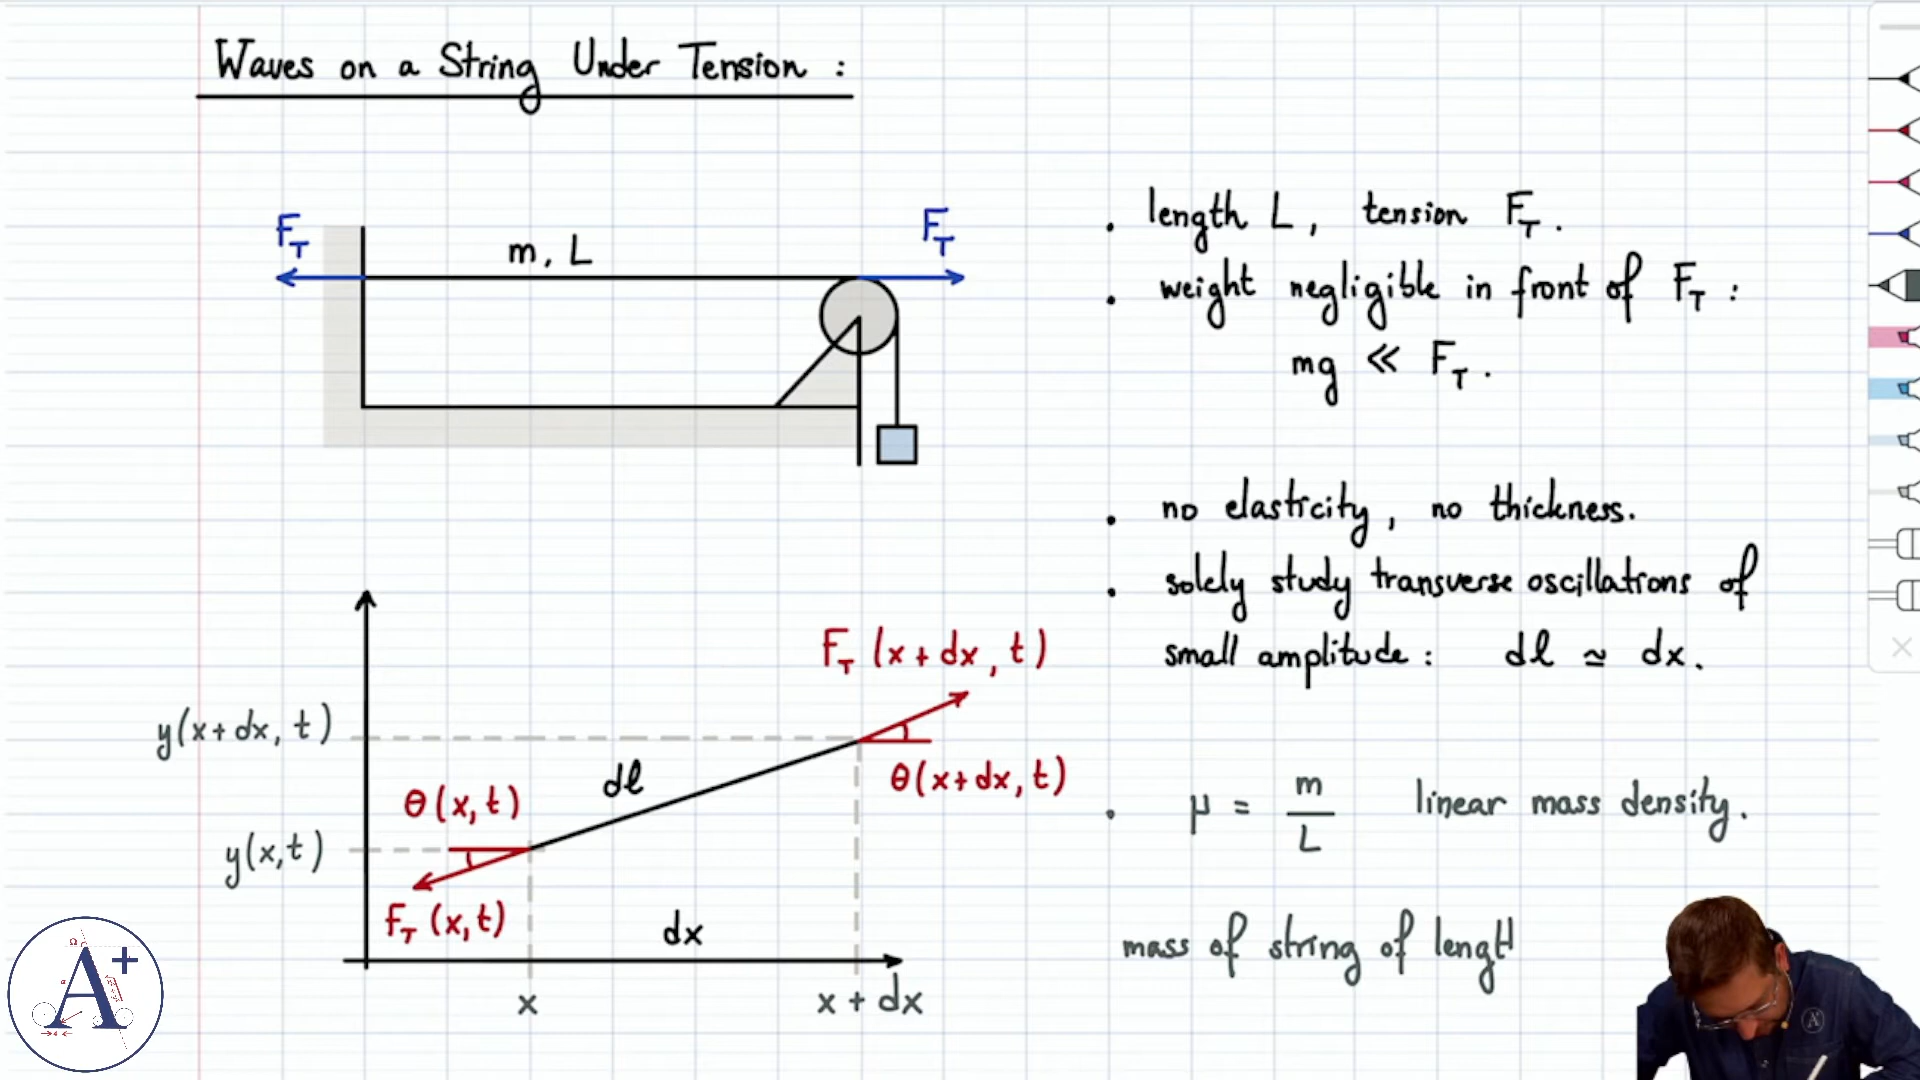 Waves on a String Under Tension :
F_T
m, L
F_T
. length L, tension F_T.
. weight negligible in front of F_T :
mg ≪ F_T.
. no elasticity, no thickness.
. solely study transverse oscillations of
small amplitude : dl ≃ dx.
. μ = m/L linear mass density.
mass of string of lengt
F_T (x + dx, t)
y(x + dx, t)
dl
θ(x + dx, t)
θ(x, t)
y(x, t)
F_T (x, t)
dx
x
x + dx
A+
A+